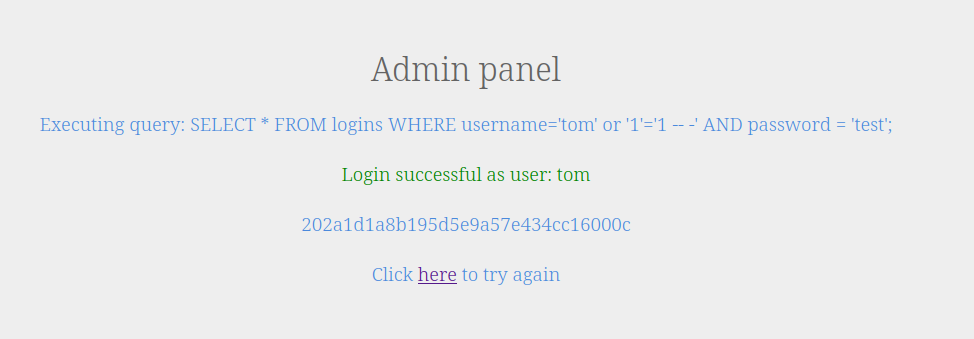 Admin panel
Executing query: SELECT * FROM logins WHERE username='tom' or '1'='1 -- -' AND password = 'test';
Login successful as user: tom
202a1d1a8b195d5e9a57e434cc16000c
Click here to try again